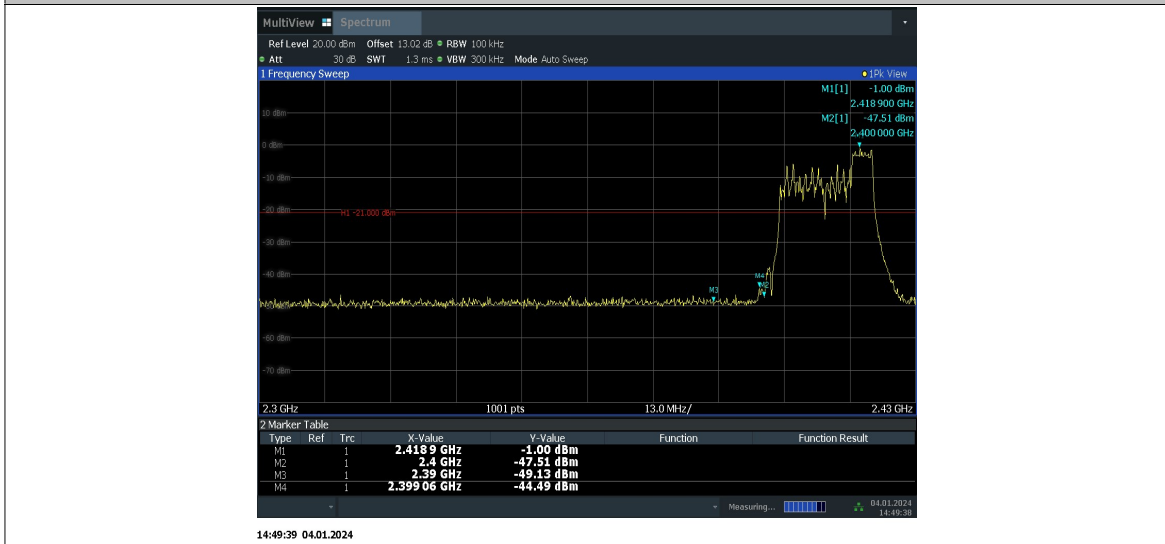 MultiView Spectrum
Ref Level 20.00 dBm Offset 13.02 dB RBW 100 kHz
Att 30 dB SWT 1.3 ms VBW 300 kHz Mode Auto Sweep
1 Frequency Sweep 1Pk View
M1[1] -1.00 dBm
2.418 900 GHz
10 dBm
M2[1] -47.51 dBm
2.400 000 GHz
0 dBm
-10 dBm
-20 dBm
H1 -21.000 dBm
-30 dBm
-40 dBm
M4
M2
M3
-60 dBm
-70 dBm
2.3 GHz 1001 pts 13.0 MHz/ 2.43 GHz
2 Marker Table
Type Ref Trc X-Value Y-Value Function Function Result
M1 1 2.418 9 GHz -1.00 dBm
M2 1 2.4 GHz -47.51 dBm
M3 1 2.39 GHz -49.13 dBm
M4 1 2.399 06 GHz -44.49 dBm
Measuring... 04.01.2024
14:49:38
14:49:39 04.01.2024